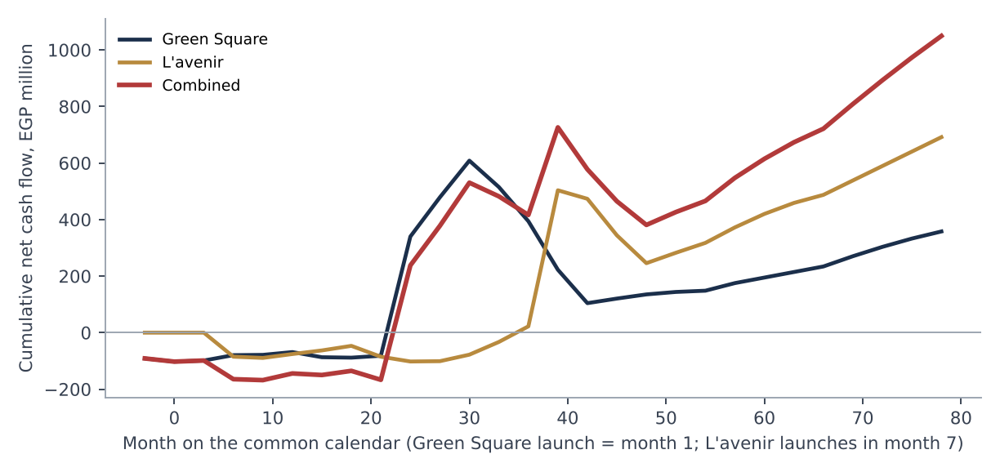 Green Square
L'avenir
Combined
Cumulative net cash flow, EGP million
1000
800
600
400
200
0
−200
0 10 20 30 40 50 60 70 80
Month on the common calendar (Green Square launch = month 1; L'avenir launches in month 7)